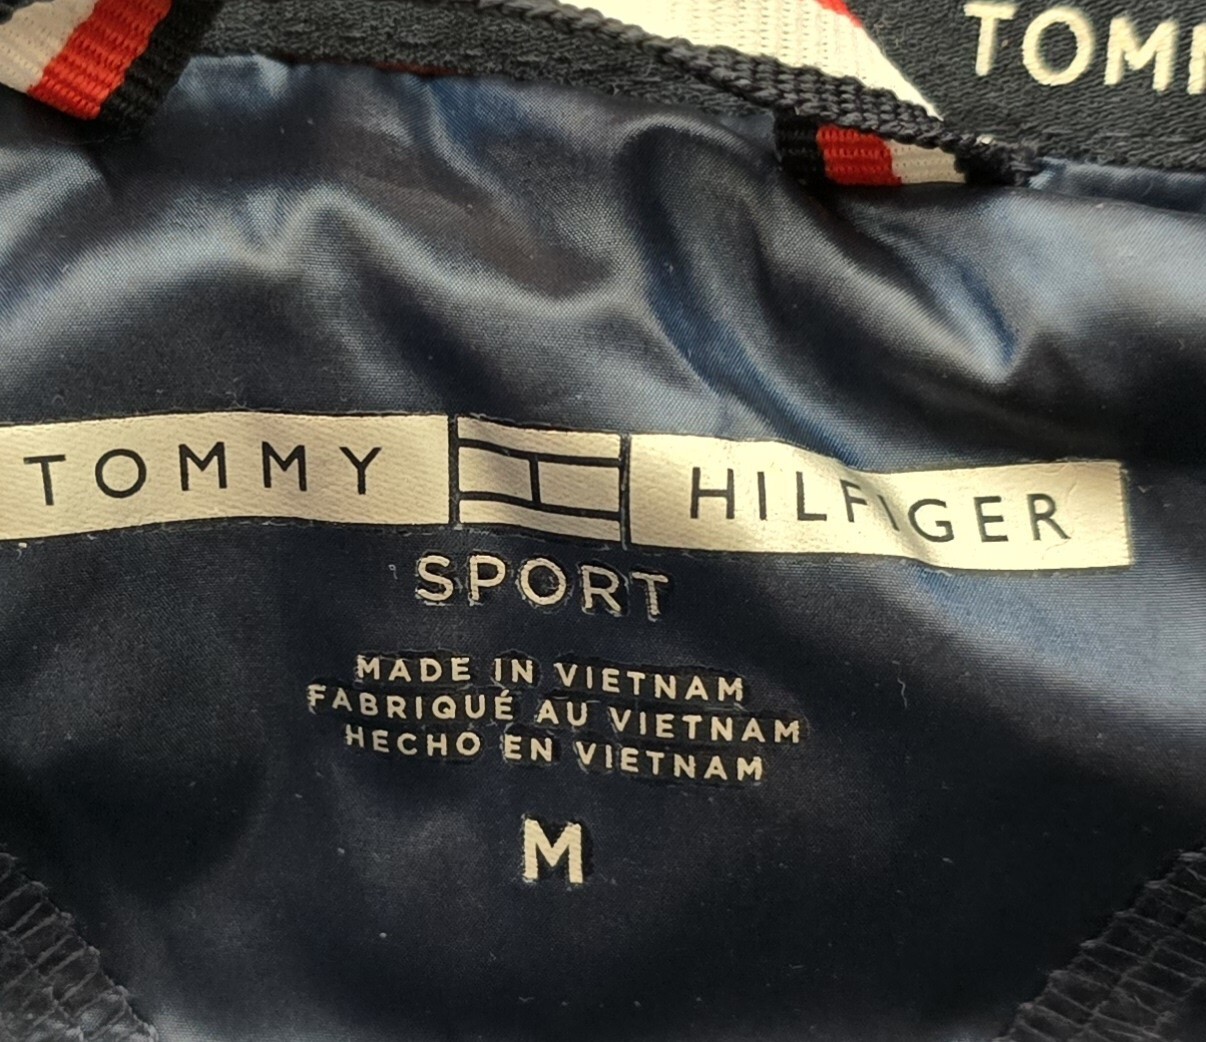 TOMM
TOMMY HILFIGER
SPORT
MADE IN VIETNAM
FABRIQUÉ AU VIETNAM
HECHO EN VIETNAM
M